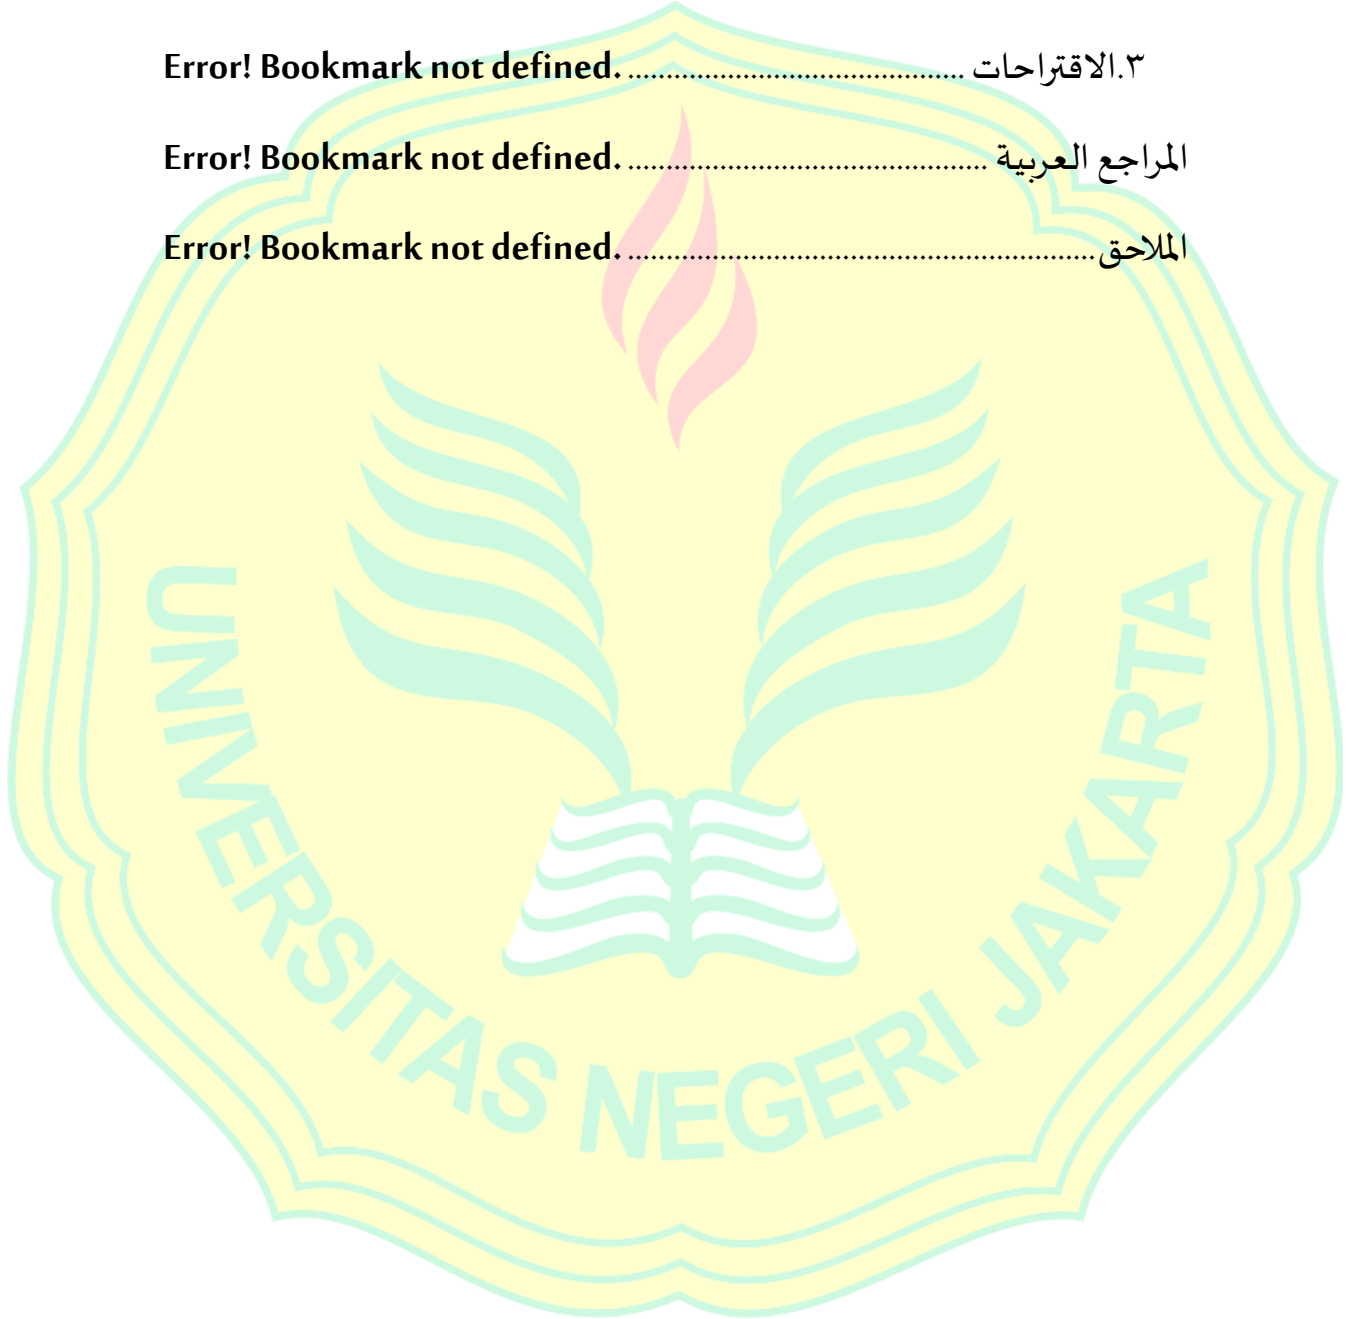 ٣.الاقتراحات ............................................ Error! Bookmark not defined.
المراجع العربية ............................................... Error! Bookmark not defined.
الملاحق............................................................. Error! Bookmark not defined.
UNIVERSITAS NEGERI JAKARTA